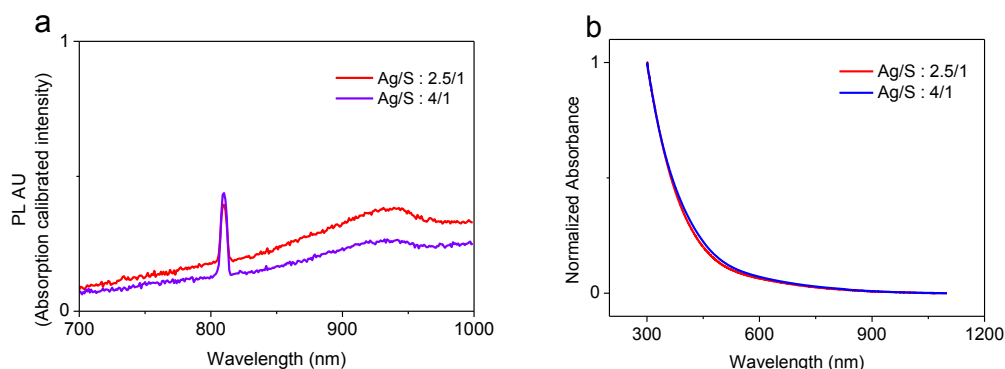 a
1
Ag/S : 2.5/1
Ag/S : 4/1
PL AU
(Absorption calibrated intensity)
0
700
800
900
1000
Wavelength (nm)
b
1
Ag/S : 2.5/1
Ag/S : 4/1
Normalized Absorbance
0
300
600
900
1200
Wavelength (nm)